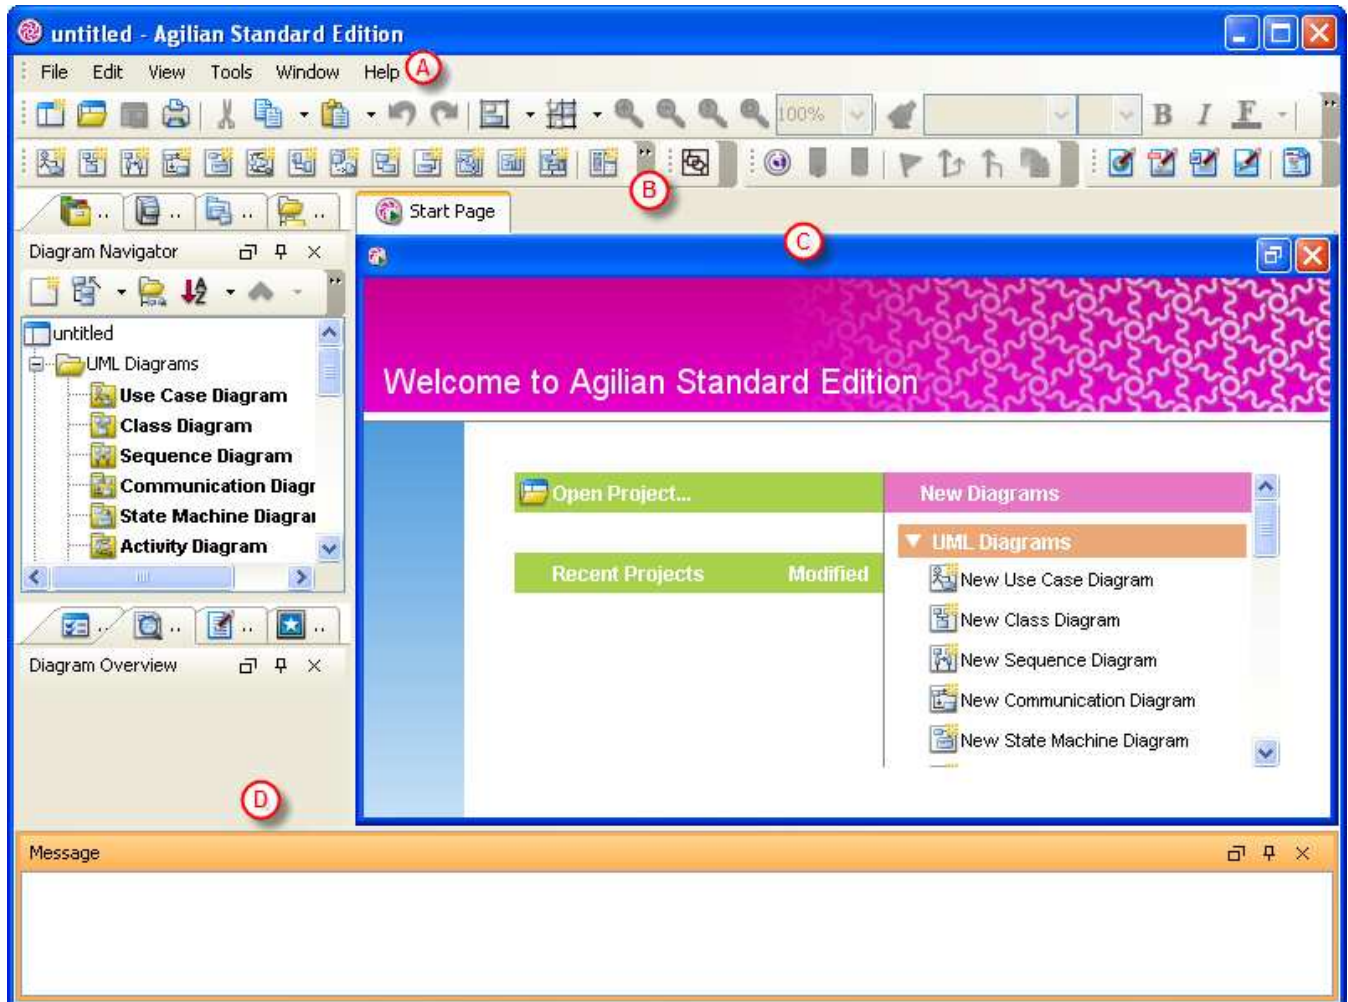 untitled - Agilian Standard Edition
File Edit View Tools Window Help A
100% B I F
B
.. .. .. .. Start Page
C
Diagram Navigator
untitled
UML Diagrams
Use Case Diagram
Class Diagram
Sequence Diagram
Communication Diagr
State Machine Diagra
Activity Diagram
.. .. .. ..
Diagram Overview
D
Welcome to Agilian Standard Edition
Open Project...
Recent Projects Modified
New Diagrams
UML Diagrams
New Use Case Diagram
New Class Diagram
New Sequence Diagram
New Communication Diagram
New State Machine Diagram
Message